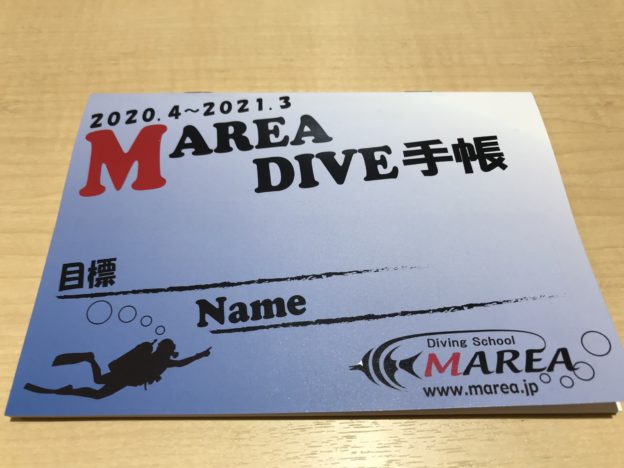 2020.4~2021.3
MAREA
DIVE手帳
目標
Name
Diving School
MAREA
www.marea.jp